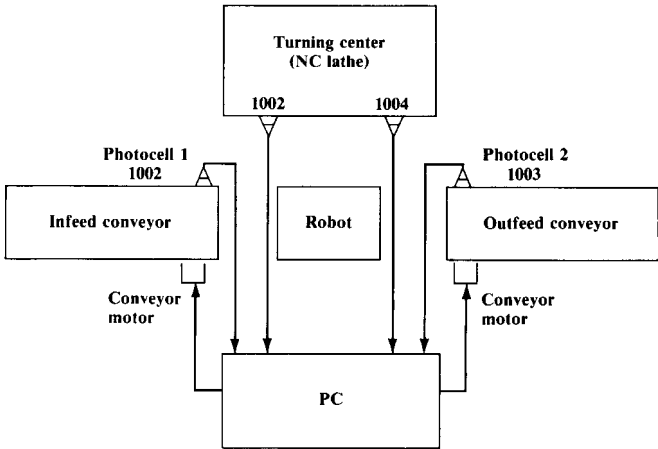 Turning center
(NC lathe)
1002
1004
Photocell 1
1002
Photocell 2
1003
Infeed conveyor
Robot
Outfeed conveyor
Conveyor
motor
Conveyor
motor
PC